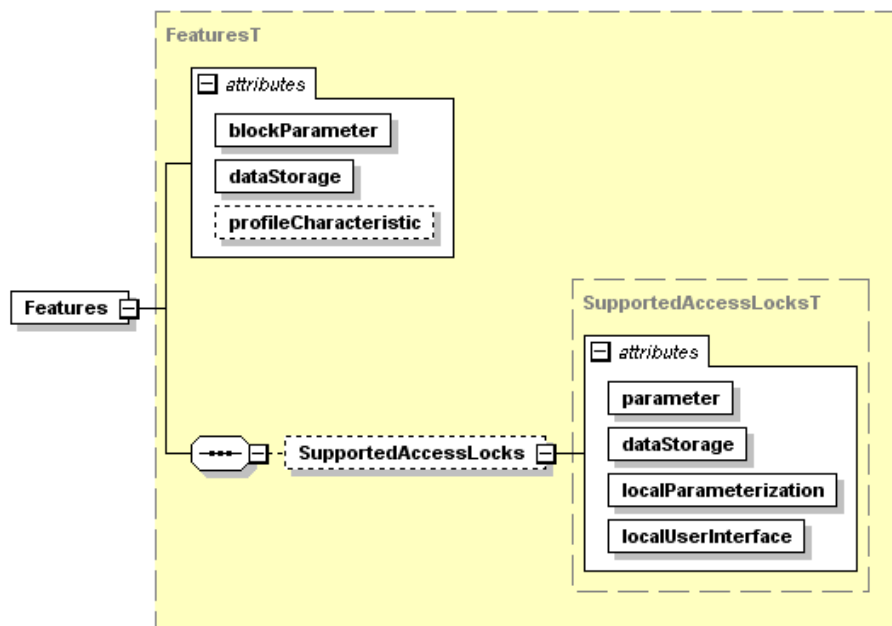 FeaturesT
attributes
blockParameter
dataStorage
profileCharacteristic
Features
SupportedAccessLocksT
attributes
parameter
dataStorage
localParameterization
localUserInterface
SupportedAccessLocks